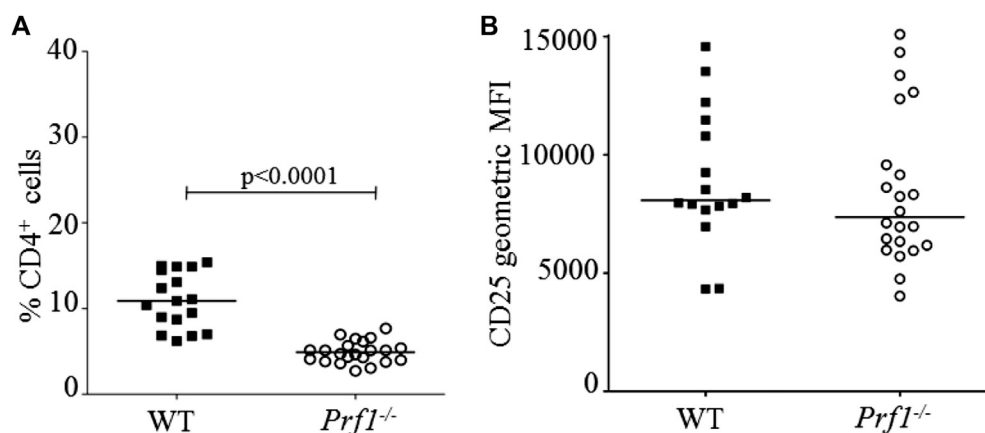 A
% CD4+ cells
40
30
20
10
0
p<0.0001
WT
Prf1-/-
B
CD25 geometric MFI
15000
10000
5000
0
WT
Prf1-/-